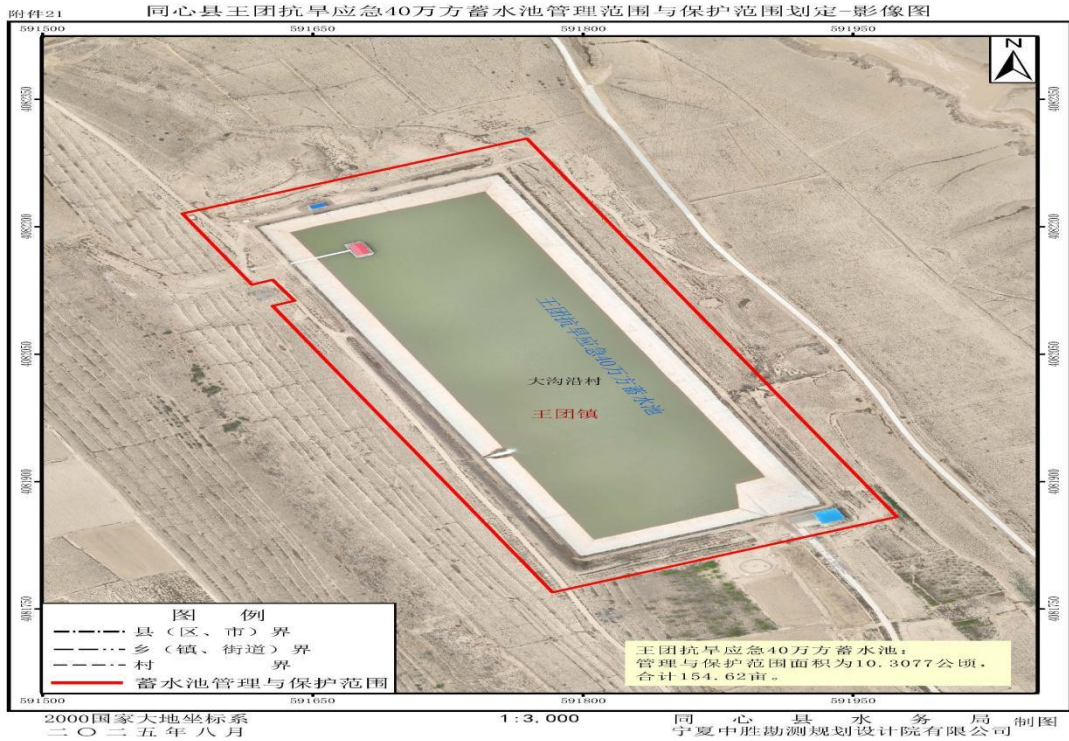 附件21
同心县王团抗旱应急40万方蓄水池管理范围与保护范围划定-影像图
591500 591650 591800 591950
N
4082350 4082350
4082200 4082200
王团抗旱应急40万方蓄水池
4082050 4082050
大沟沿村
王团镇
4081900 4081900
4081750 4081750
图 例
县（区、市）界
乡（镇、街道）界
村 界
蓄水池管理与保护范围
王团抗旱应急40万方蓄水池：
管理与保护范围面积为10.3077公顷，
合计154.62亩。
591500 591650 591800 591950
2000国家大地坐标系
二〇二五年八月
1:3,000
同心县水务局
宁夏中胜勘测规划设计院有限公司
制图